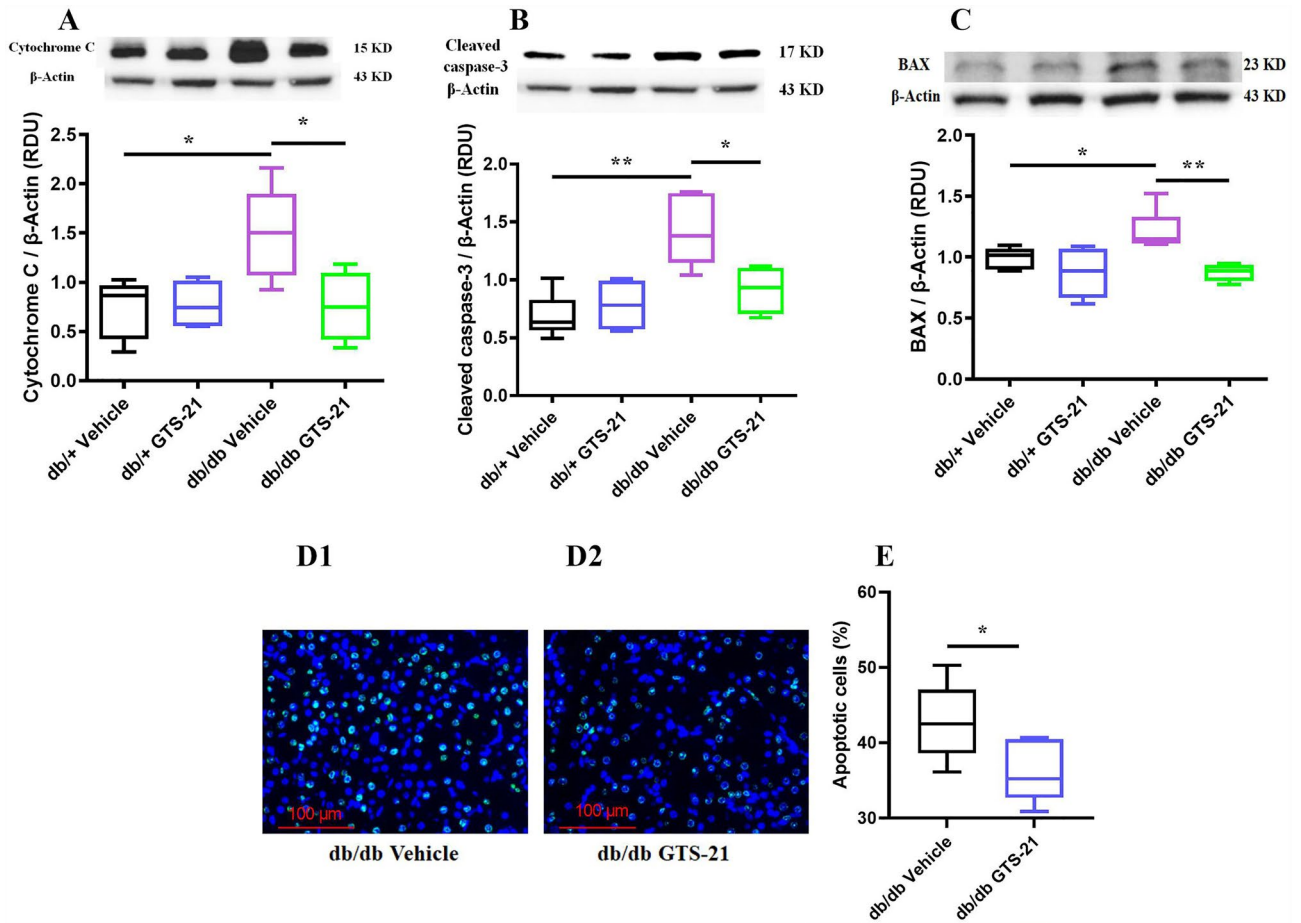 A
Cytochrome C
15 KD
β-Actin
43 KD
Cytochrome C / β-Actin (RDU)
2.5
2.0
1.5
1.0
0.5
0.0
*
*
db/+ Vehicle
db/+ GTS-21
db/db Vehicle
db/db GTS-21
B
Cleaved
caspase-3
17 KD
β-Actin
43 KD
Cleaved caspase-3 / β-Actin (RDU)
2.0
1.5
1.0
0.5
0.0
**
*
db/+ Vehicle
db/+ GTS-21
db/db Vehicle
db/db GTS-21
C
BAX
23 KD
β-Actin
43 KD
BAX / β-Actin (RDU)
2.0
1.5
1.0
0.5
0.0
*
**
db/+ Vehicle
db/+ GTS-21
db/db Vehicle
db/db GTS-21
D1
100 μm
db/db Vehicle
D2
100 μm
db/db GTS-21
E
Apoptotic cells (%)
60
50
40
30
*
db/db Vehicle
db/db GTS-21